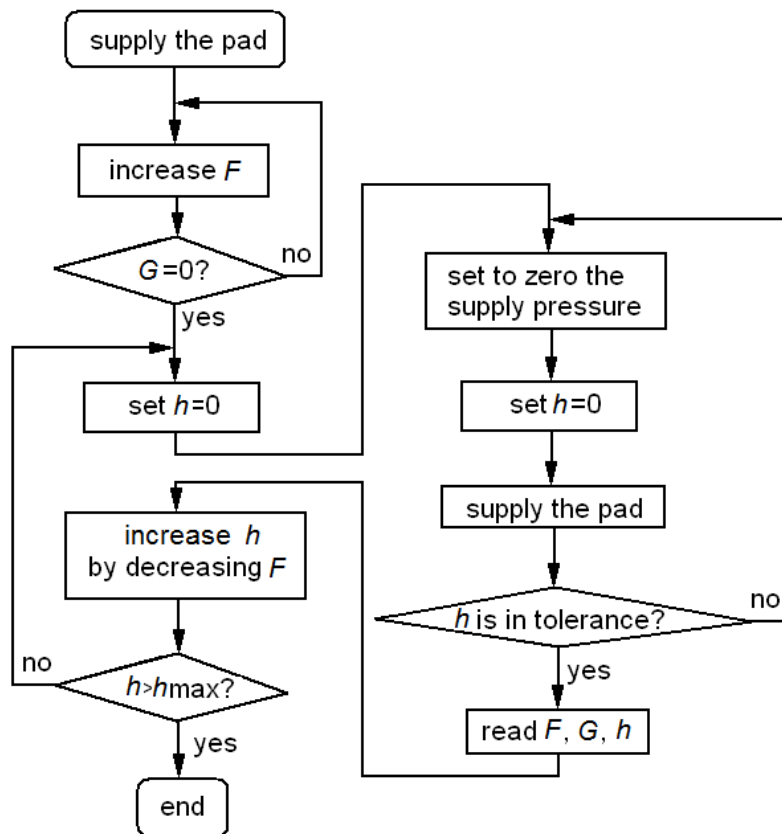 supply the pad
increase F
G=0?
no
yes
set h=0
increase h
by decreasing F
no
h>hmax?
yes
end
set to zero the
supply pressure
set h=0
supply the pad
h is in tolerance?
no
yes
read F, G, h